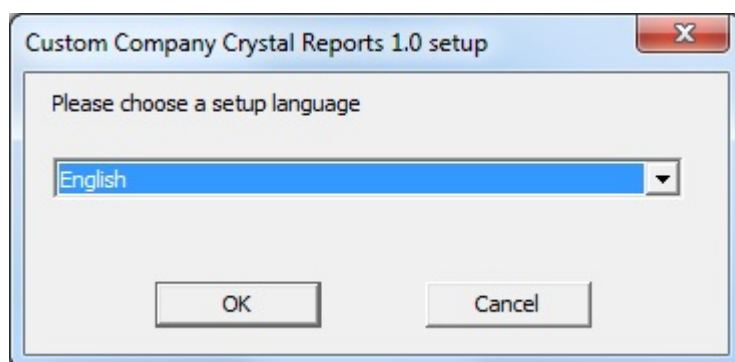 Custom Company Crystal Reports 1.0 setup
Please choose a setup language
English
OK Cancel